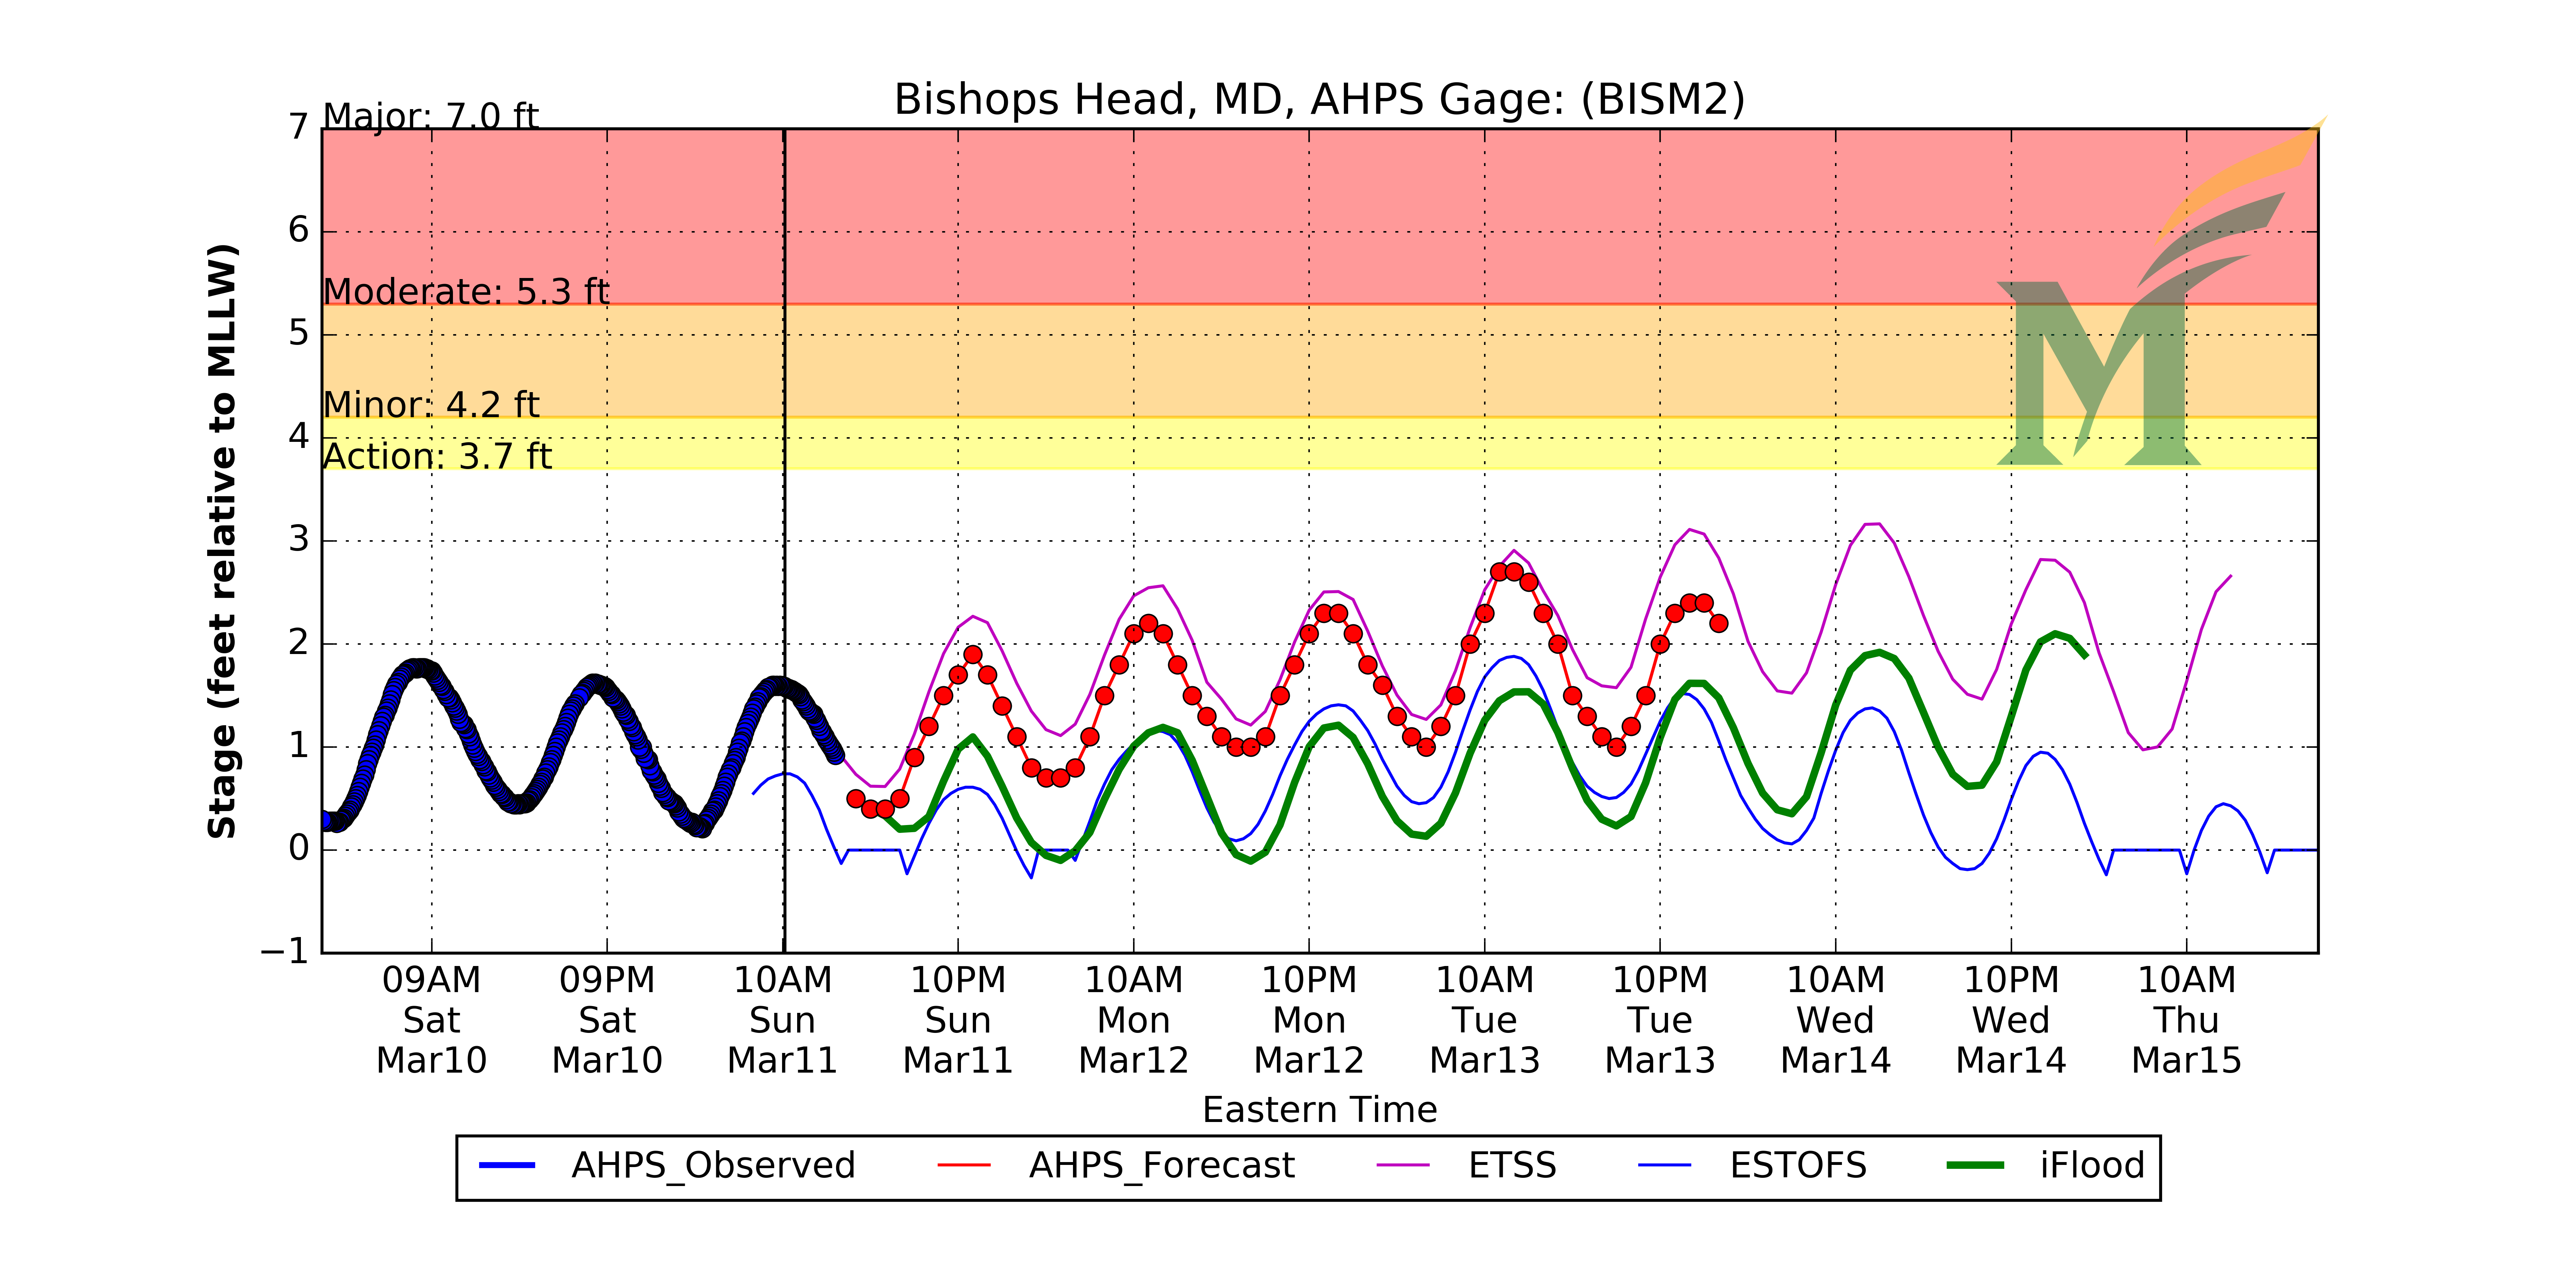 Bishops Head, MD, AHPS Gage: (BISM2)
Major: 7.0 ft
Moderate: 5.3 ft
Minor: 4.2 ft
Action: 3.7 ft
Stage (feet relative to MLLW)
7
6
5
4
3
2
1
0
−1
09AM 09PM 10AM 10PM 10AM 10PM 10AM 10PM 10AM 10PM 10AM
Sat Sat Sun Sun Mon Mon Tue Tue Wed Wed Thu
Mar10 Mar10 Mar11 Mar11 Mar12 Mar12 Mar13 Mar13 Mar14 Mar14 Mar15
Eastern Time
AHPS_Observed AHPS_Forecast ETSS ESTOFS iFlood